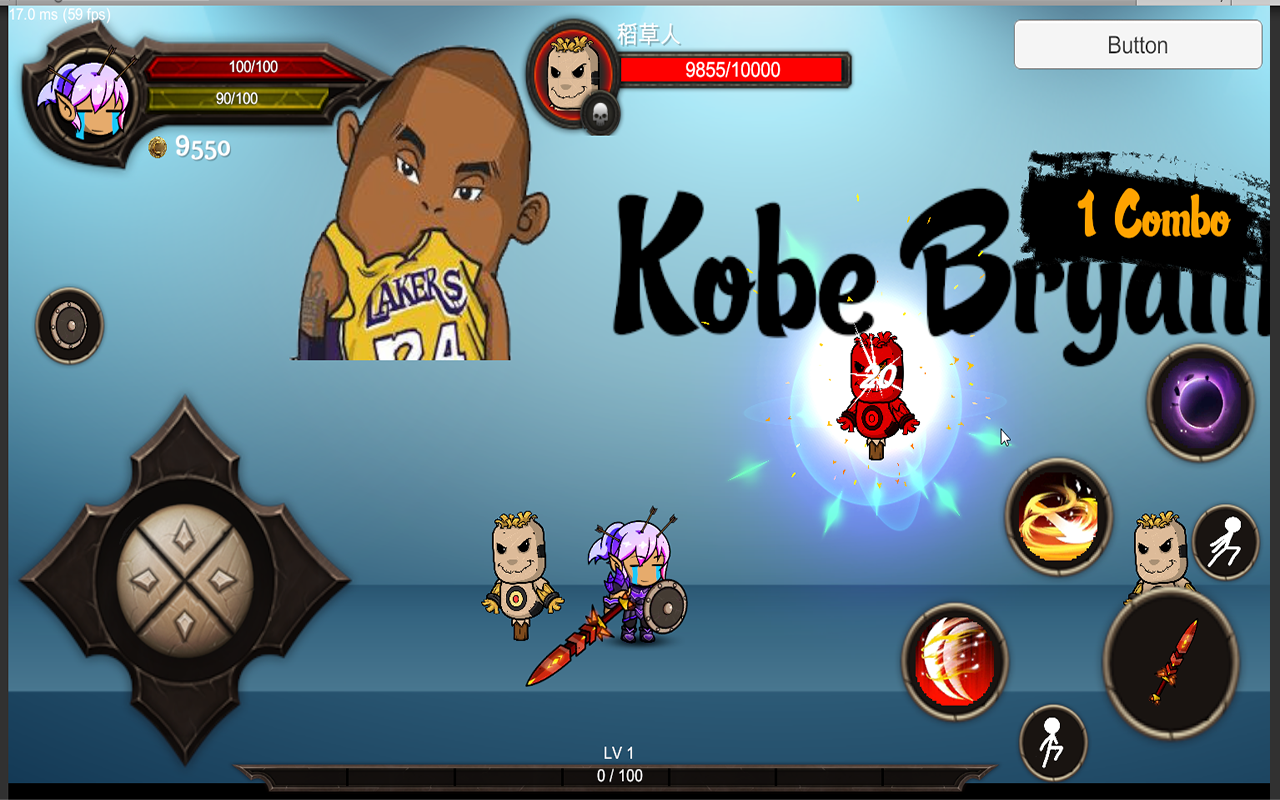 17.0 ms (59 fps)
稻草人
100/100
9855/10000
Button
90/100
9550
1 Combo
Kobe Bryant
LAKERS
24
20
LV 1
0 / 100